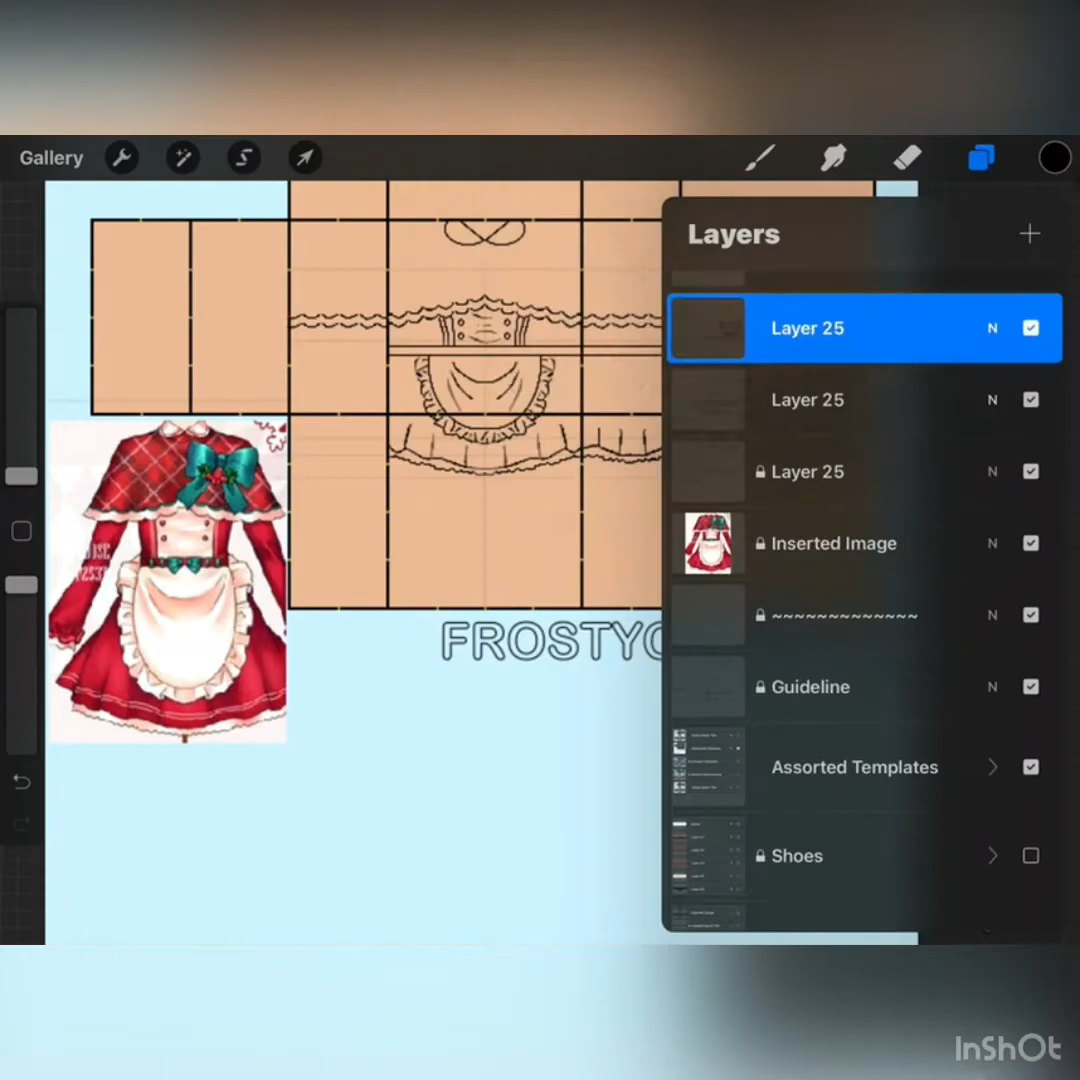 Gallery
Layers
Layer 25 N
Layer 25 N
Layer 25 N
Inserted Image N
~~~~~~~~~~~~~ N
Guideline N
Assorted Templates
Shoes
FROSTYC
InShOt